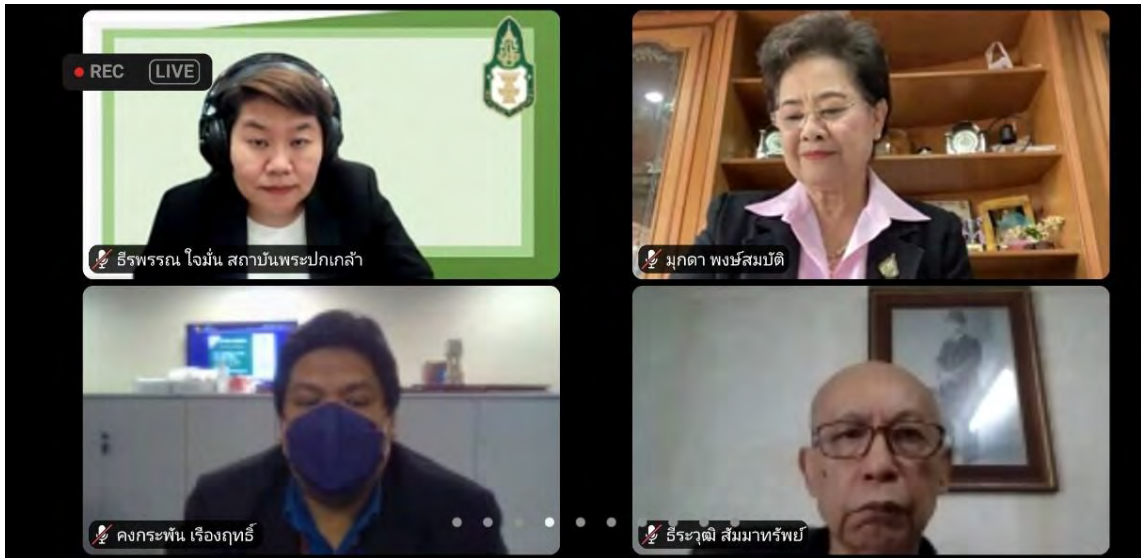 REC LIVE
ธีรพรรณ ใจมั่น สถาบันพระปกเกล้า
มุกดา พงษ์สมบัติ
คงกระพัน เรืองฤทธิ์
ธีระวุฒิ สัมมาทรัพย์